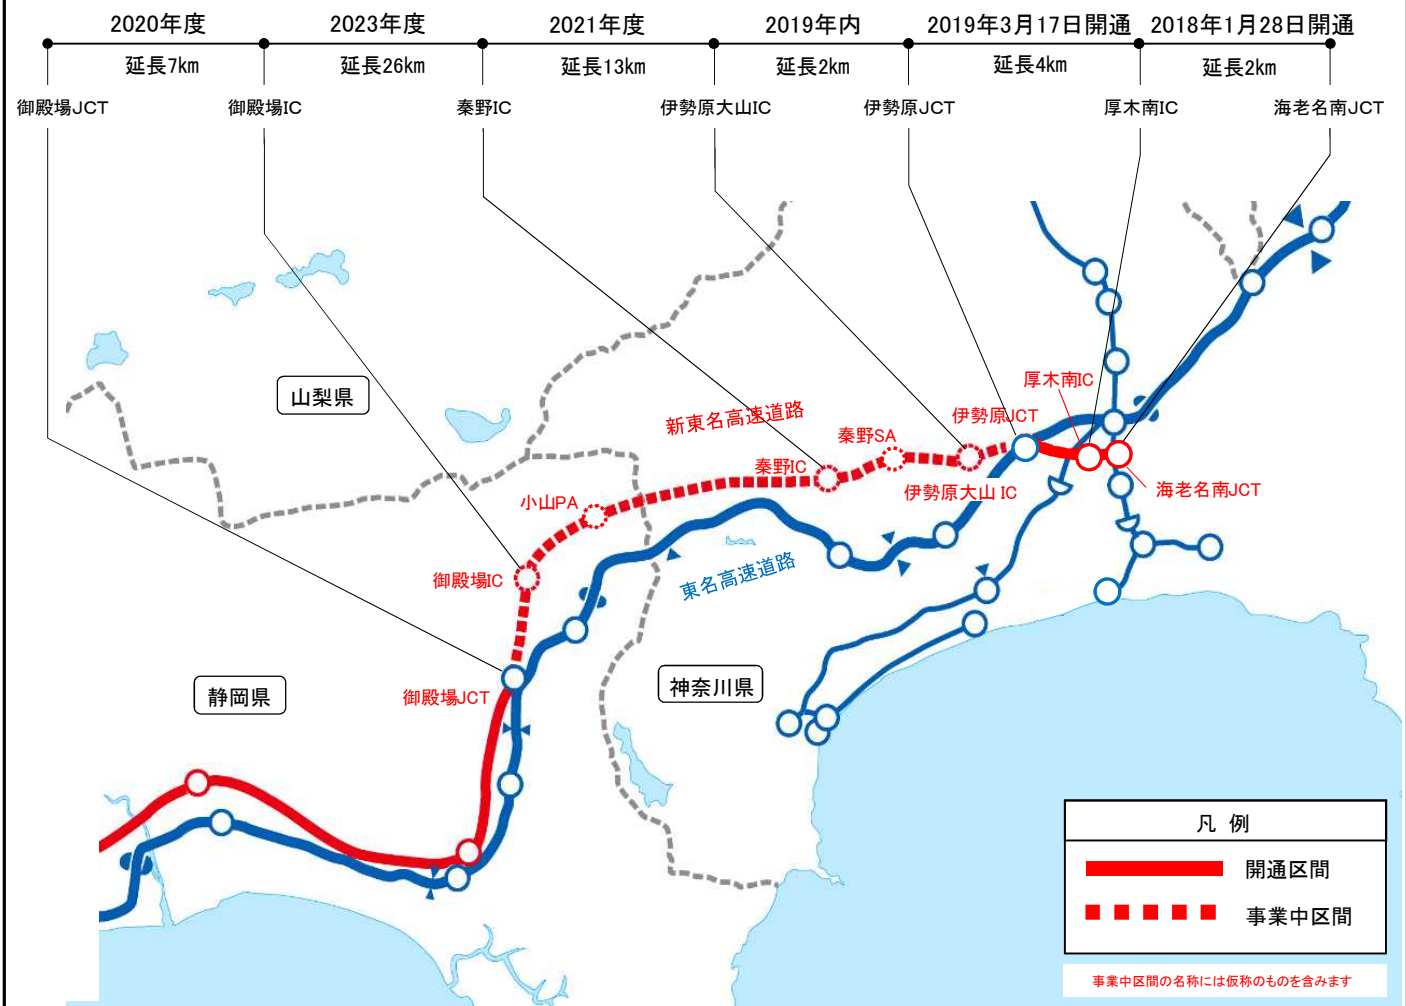 2020年度
2023年度
2021年度
2019年内
2019年3月17日開通
2018年1月28日開通
延長7km
延長26km
延長13km
延長2km
延長4km
延長2km
御殿場JCT
御殿場IC
秦野IC
伊勢原大山IC
伊勢原JCT
厚木南IC
海老名南JCT
山梨県
新東名高速道路
厚木南IC
伊勢原JCT
秦野SA
秦野IC
伊勢原大山 IC
海老名南JCT
小山PA
御殿場IC
東名高速道路
御殿場JCT
静岡県
神奈川県
凡 例
開通区間
事業中区間
事業中区間の名称には仮称のものを含みます